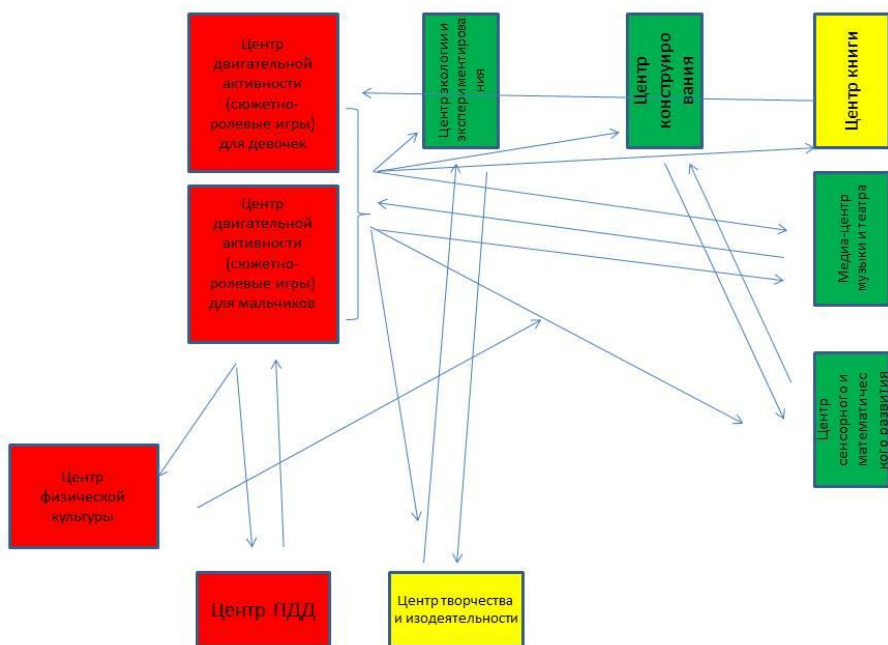 Центр
двигательной
активности
(сюжетно-
ролевые игры)
для девочек
Центр экологии и
экспериментирова
ния
Центр
конструиро
вания
Центр книги
Центр
двигательной
активности
(сюжетно-
ролевые игры)
для мальчиков
Медиа-центр
музыки и театра
Центр
сенсорного и
математичес
кого развития
Центр
физической
культуры
Центр ПДД
Центр творчества
и изодеятельности